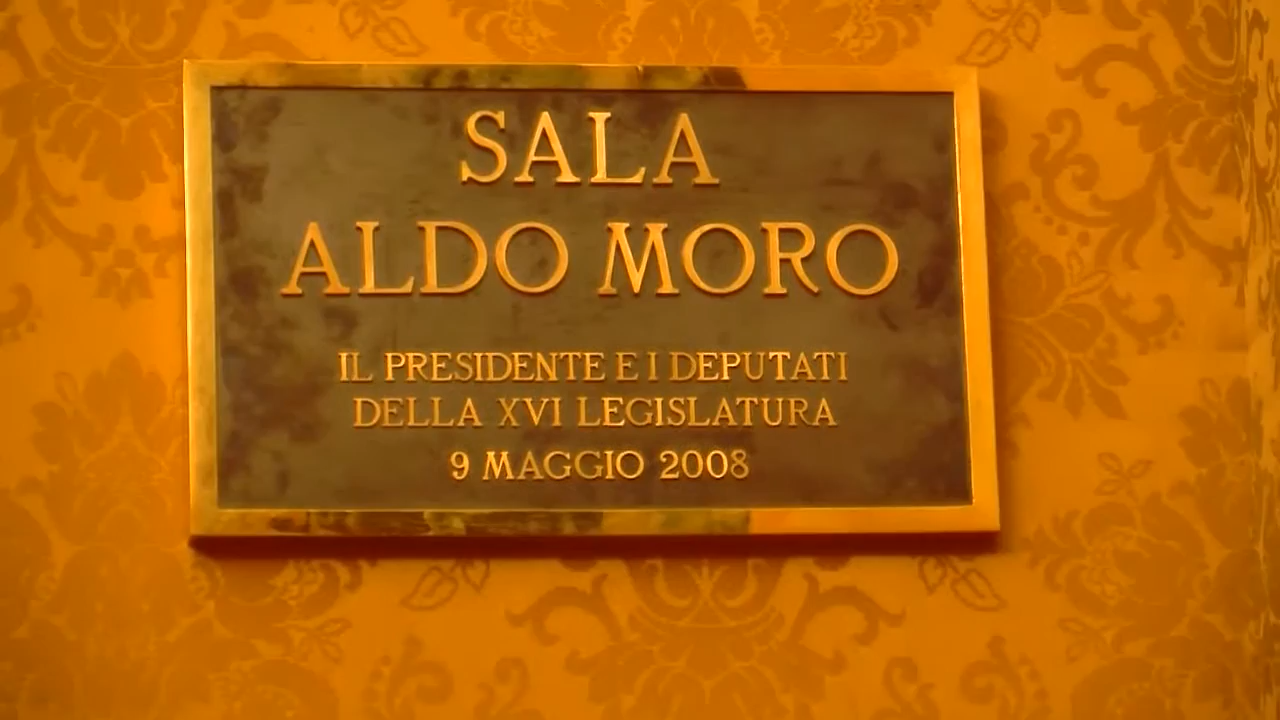 SALA
ALDO MORO
IL PRESIDENTE E I DEPUTATI
DELLA XVI LEGISLATURA
9 MAGGIO 2008